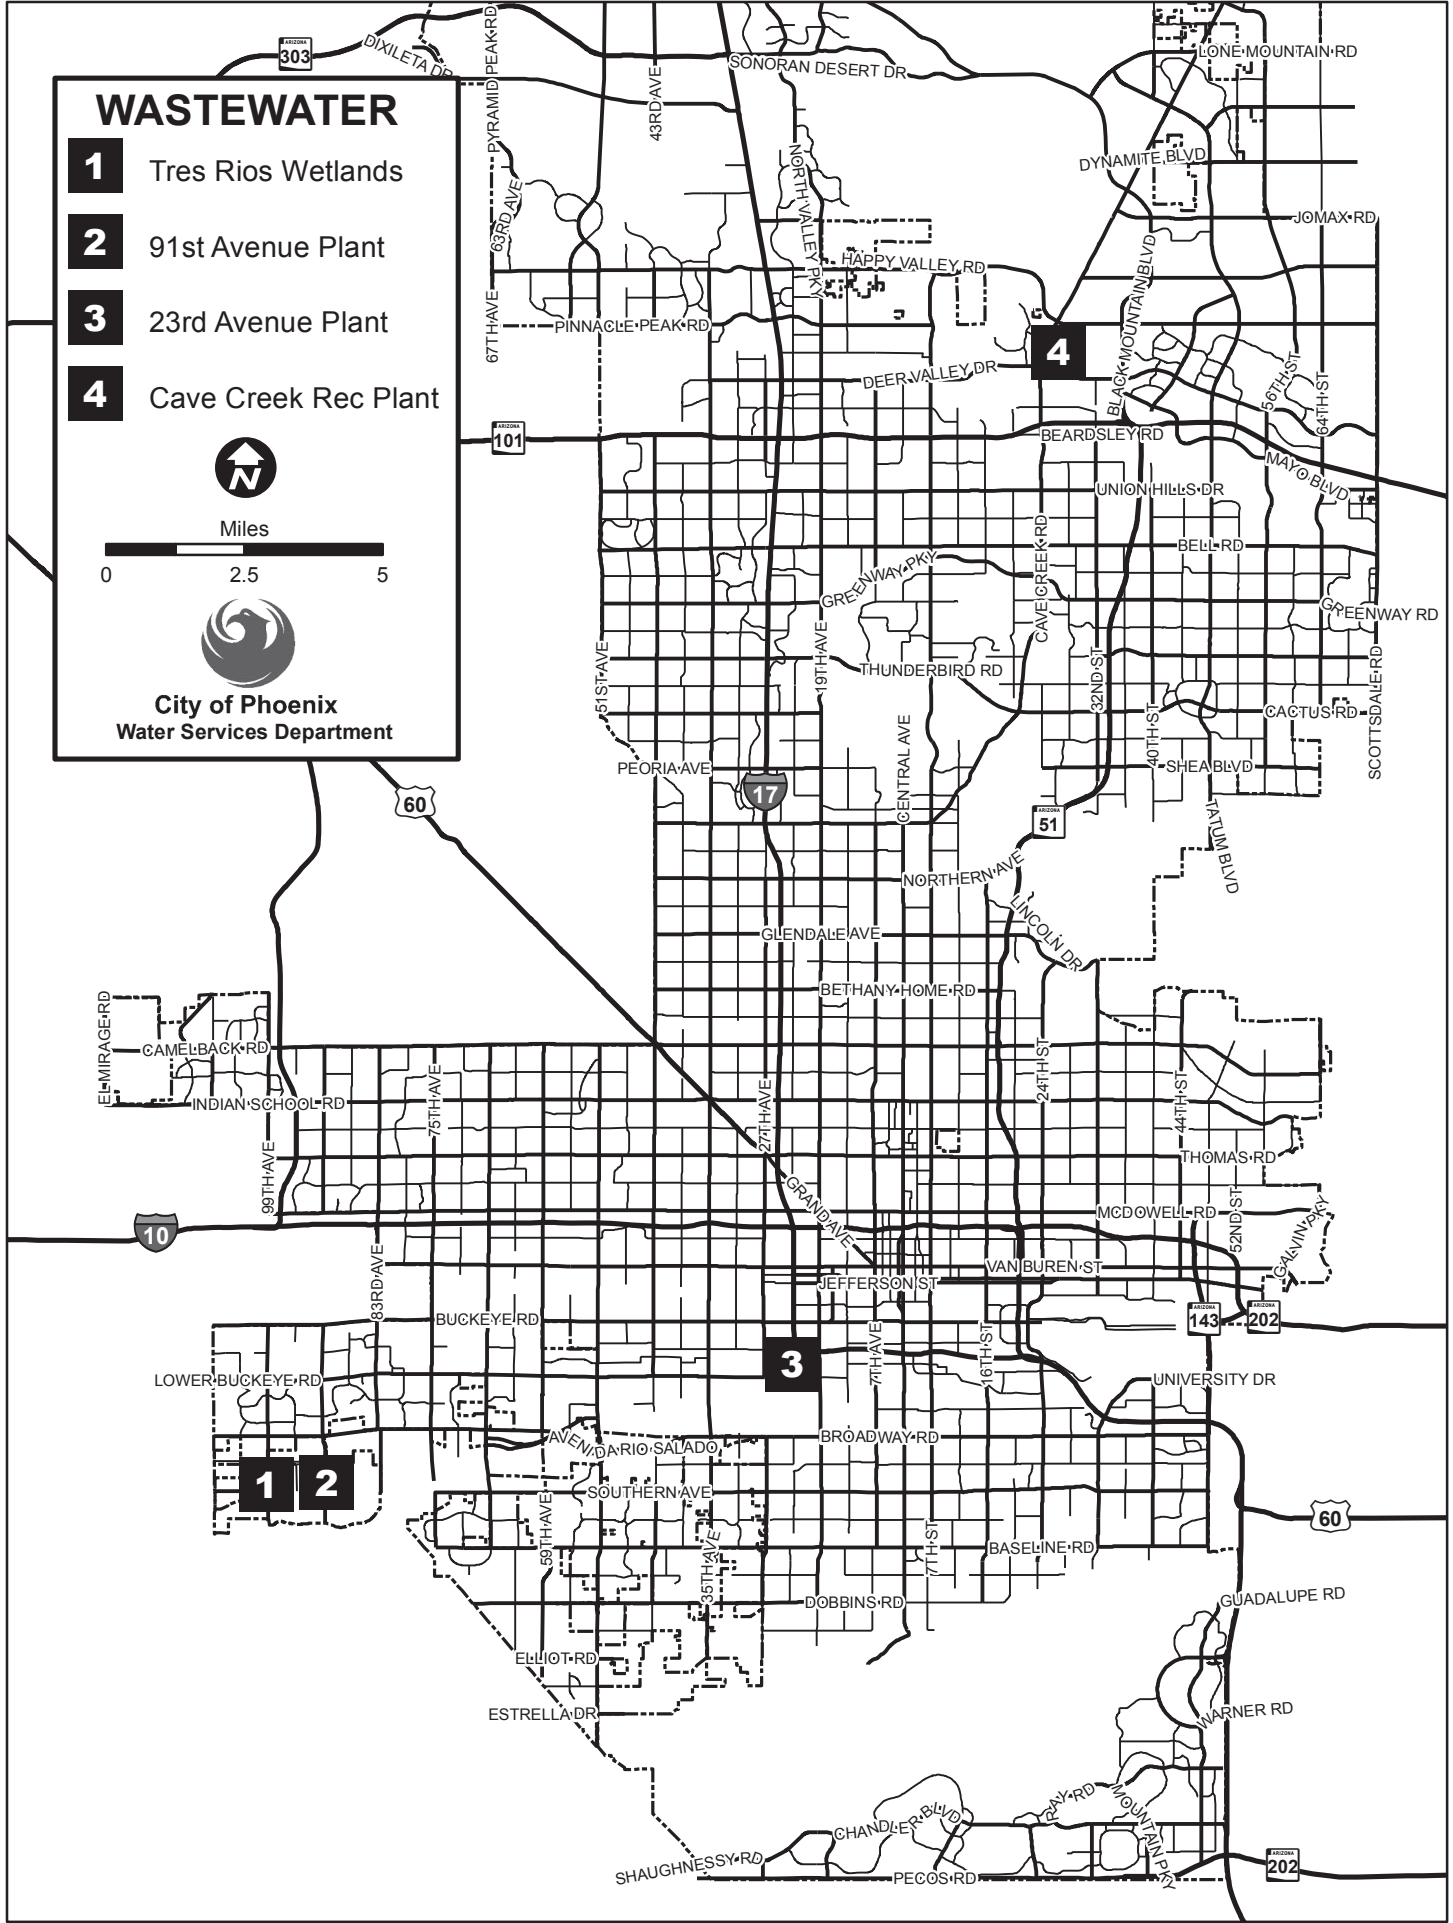 ARIZONA
303
DIXILETA DR
PYRAMID PEAK RD
43RD AVE
SONORAN DESERT DR
LONE MOUNTAIN RD
WASTEWATER
1 Tres Rios Wetlands
2 91st Avenue Plant
3 23rd Avenue Plant
4 Cave Creek Rec Plant
N
Miles
0 2.5 5
City of Phoenix
Water Services Department
DYNAMITE BLVD
NORTH VALLEY PKY
63RD AVE
JOMAX RD
HAPPY VALLEY RD
BLACK MOUNTAIN BLVD
67TH AVE
PINNACLE PEAK RD
4
DEER VALLEY DR
56TH ST
64TH ST
ARIZONA
101
BEARDSLEY RD
MAYO BLVD
UNION HILLS DR
CAVE CREEK RD
BELL RD
GREENWAY PKY
GREENWAY RD
51ST AVE
19TH AVE
THUNDERBIRD RD
32ND ST
40TH ST
CACTUS RD
SCOTTSDALE RD
PEORIA AVE
CENTRAL AVE
SHEA BLVD
17
60
ARIZONA
51
TATUM BLVD
NORTHERN AVE
LINCOLN DR
GLENDALE AVE
BETHANY HOME RD
EL MIRAGE RD
CAMELBACK RD
24TH ST
INDIAN SCHOOL RD
75TH AVE
27TH AVE
44TH ST
99TH AVE
THOMAS RD
GRAND AVE
MCDOWELL RD
52ND ST
GALVIN PKY
10
83RD AVE
VAN BUREN ST
JEFFERSON ST
BUCKEYE RD
ARIZONA
143
ARIZONA
202
3
7TH AVE
16TH ST
LOWER BUCKEYE RD
UNIVERSITY DR
AVENIDA RIO SALADO
BROADWAY RD
1
2
SOUTHERN AVE
60
59TH AVE
35TH AVE
7TH ST
BASELINE RD
DOBBINS RD
GUADALUPE RD
ELLIOT RD
ESTRELLA DR
WARNER RD
RAY RD
MOUNTAIN PKY
CHANDLER BLVD
SHAUGHNESSY RD
PECOS RD
ARIZONA
202